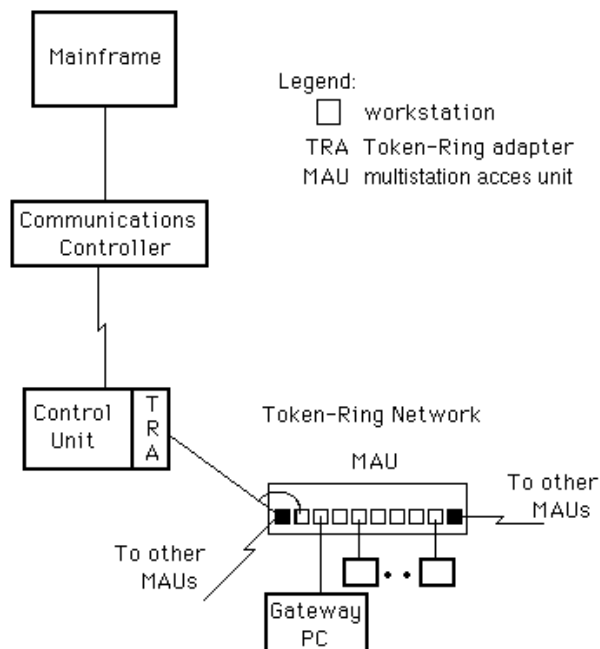 Mainframe
Legend:
workstation
TRA Token-Ring adapter
MAU multistation acces unit
Communications
Controller
Control
Unit
T
R
A
Token-Ring Network
MAU
To other
MAUs
To other
MAUs
Gateway
PC